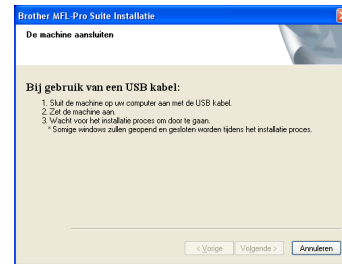 Brother MFL-Pro Suite Installatie
De machine aansluiten
Bij gebruik van een USB kabel:
1. Sluit de machine op uw computer aan met de USB kabel.
2. Zet de machine aan.
3. Wacht voor het installatie proces om door te gaan.
* Somige windows zullen geopend en gesloten worden tijdens het installatie proces.
< Vorige Volgende > Annuleren